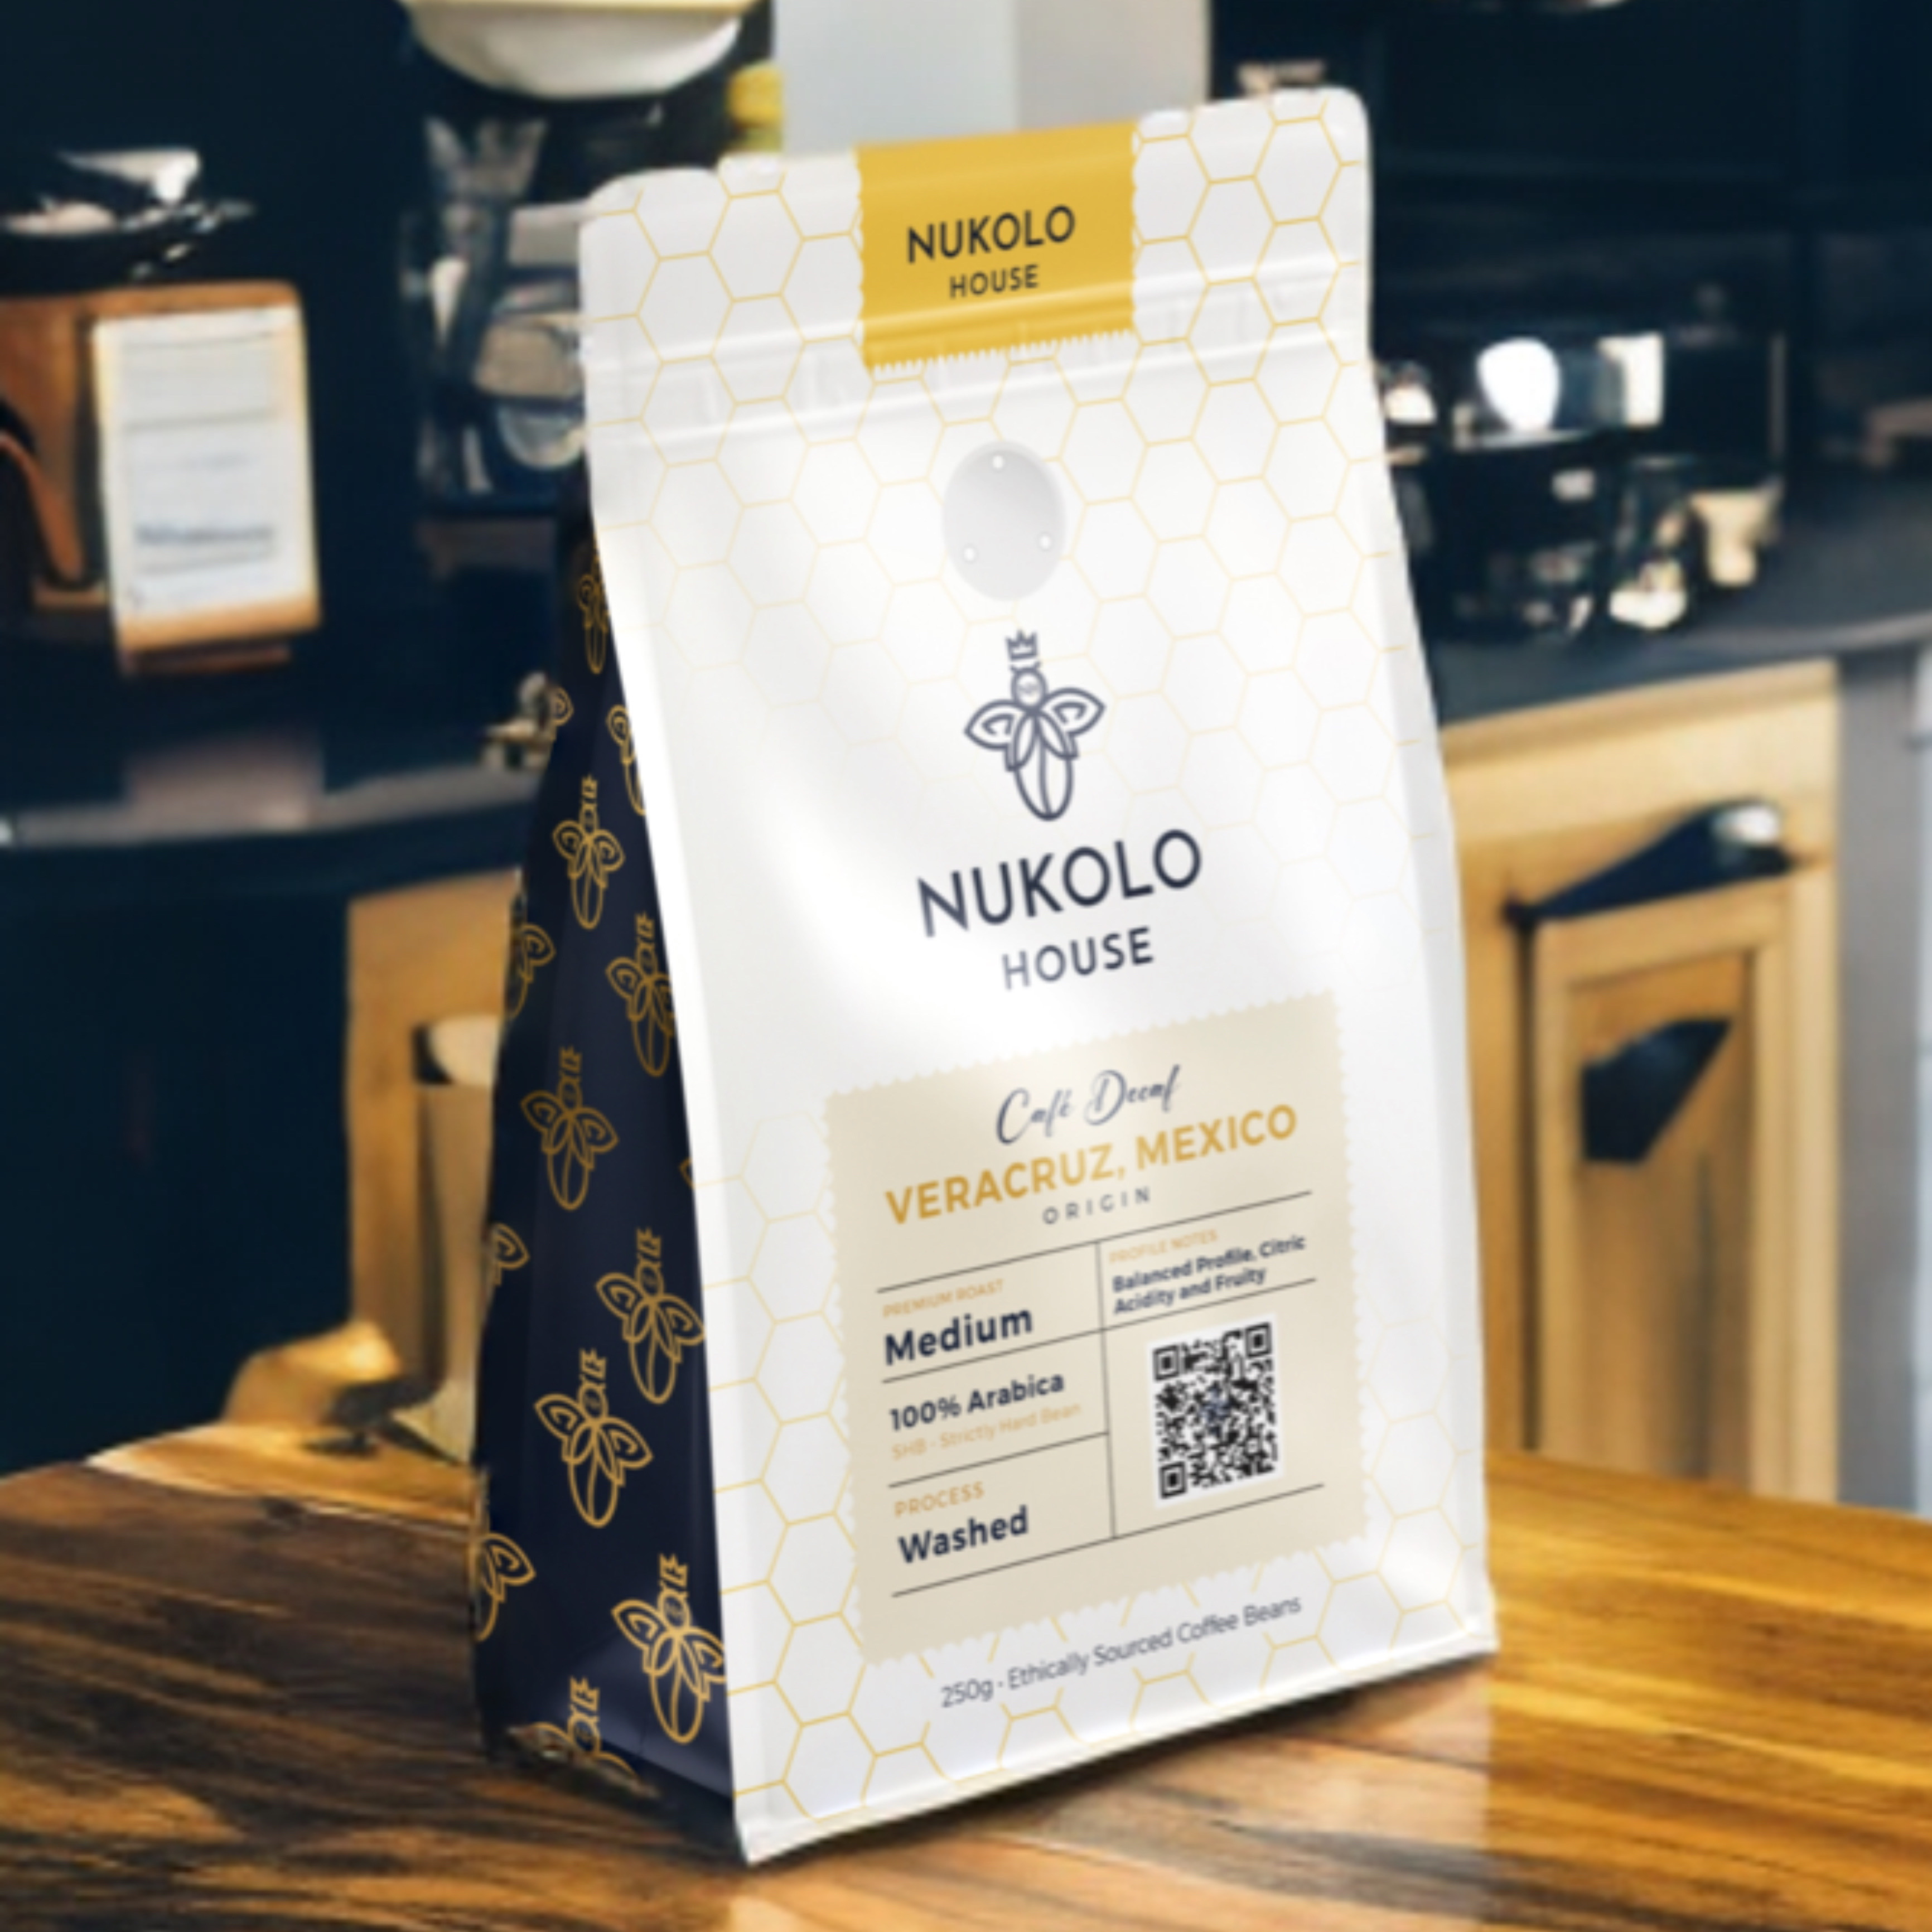 NUKOLO
HOUSE
NUKOLO
HOUSE
Café Decaf
VERACRUZ, MEXICO
ORIGIN
PREMIUM ROAST
Medium
100% Arabica
SHB - Strictly Hard Bean
PROCESS
Washed
PROFILE NOTES
Balanced Profile, Citric
Acidity and Fruity
250g - Ethically Sourced Coffee Beans